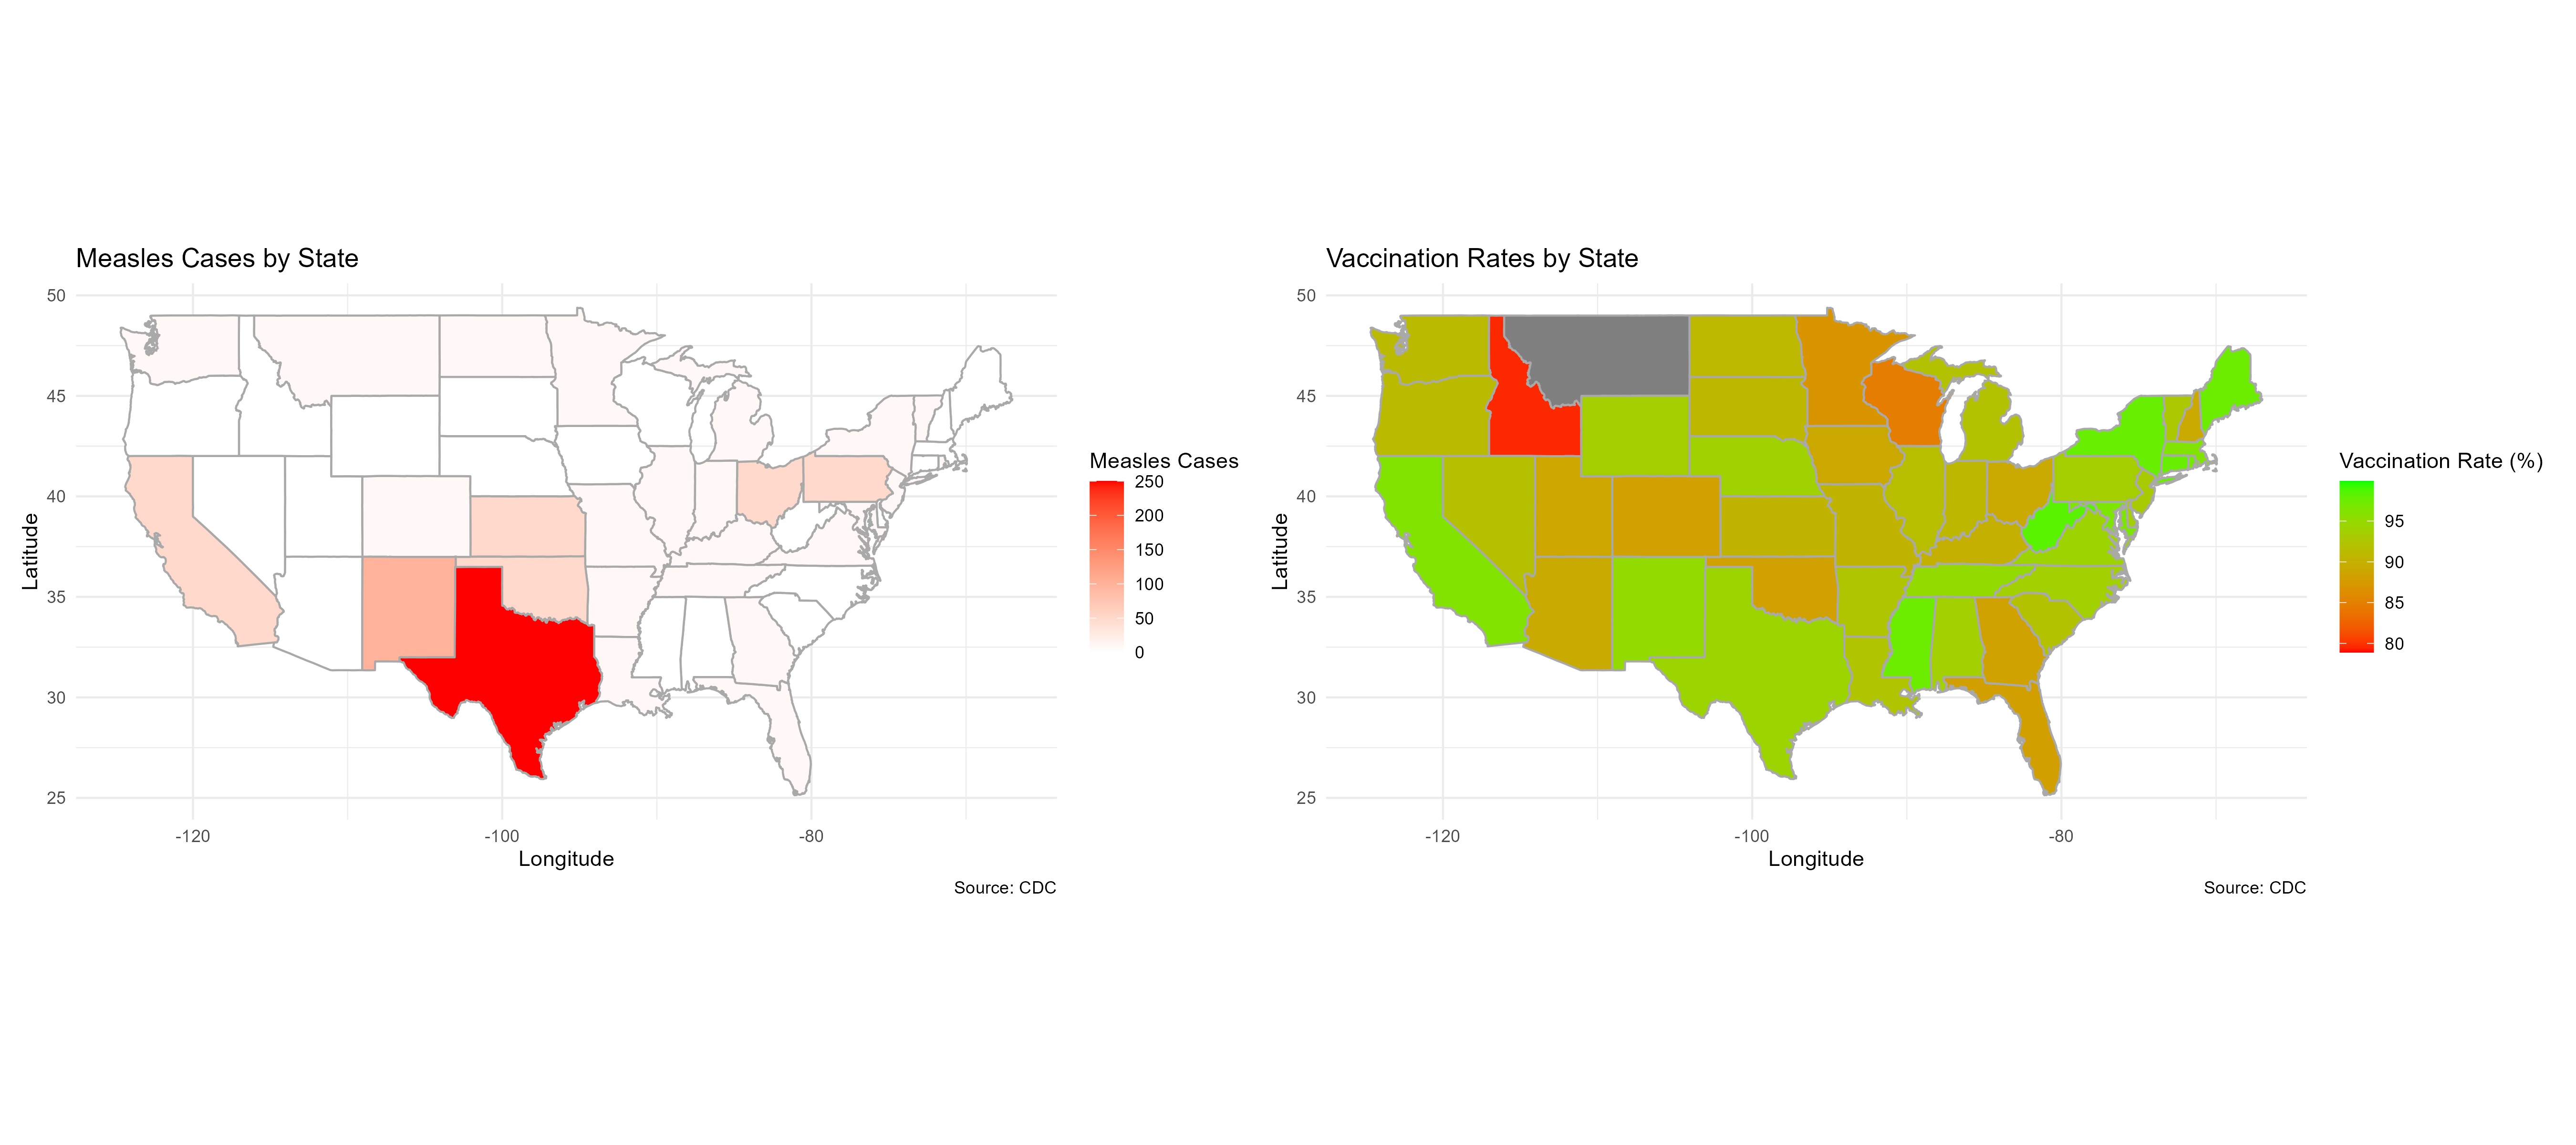 Measles Cases by State
50
45
40
35
30
25
Latitude
-120
-100
-80
Longitude
Source: CDC
Measles Cases
250
200
150
100
50
0
Vaccination Rates by State
50
45
40
35
30
25
Latitude
-120
-100
-80
Longitude
Source: CDC
Vaccination Rate (%)
95
90
85
80